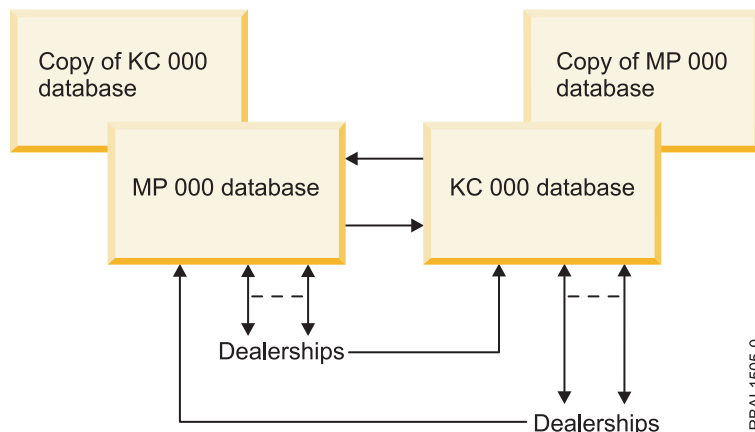 Copy of KC 000
database
Copy of MP 000
database
MP 000 database
KC 000 database
Dealerships
Dealerships